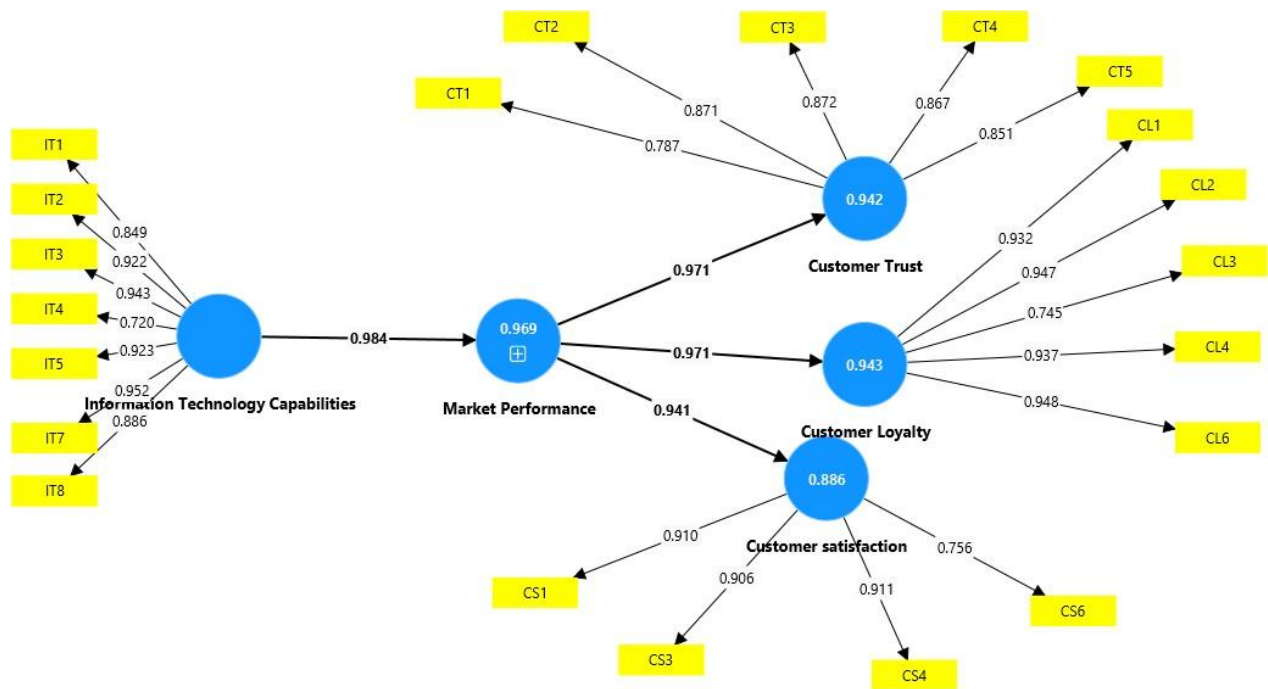 CT2
CT3
CT4
CT5
CT1
0.871
0.872
0.867
0.851
0.787
CL1
CL2
CL3
CL4
CL6
0.932
0.947
0.745
0.937
0.948
IT1
IT2
IT3
IT4
IT5
IT7
IT8
0.849
0.922
0.943
0.720
0.923
0.952
0.886
Information Technology Capabilities
0.984
0.969
Market Performance
0.971
0.942
Customer Trust
0.971
0.943
Customer Loyalty
0.941
0.886
Customer satisfaction
0.910
0.906
0.911
0.756
CS1
CS3
CS4
CS6